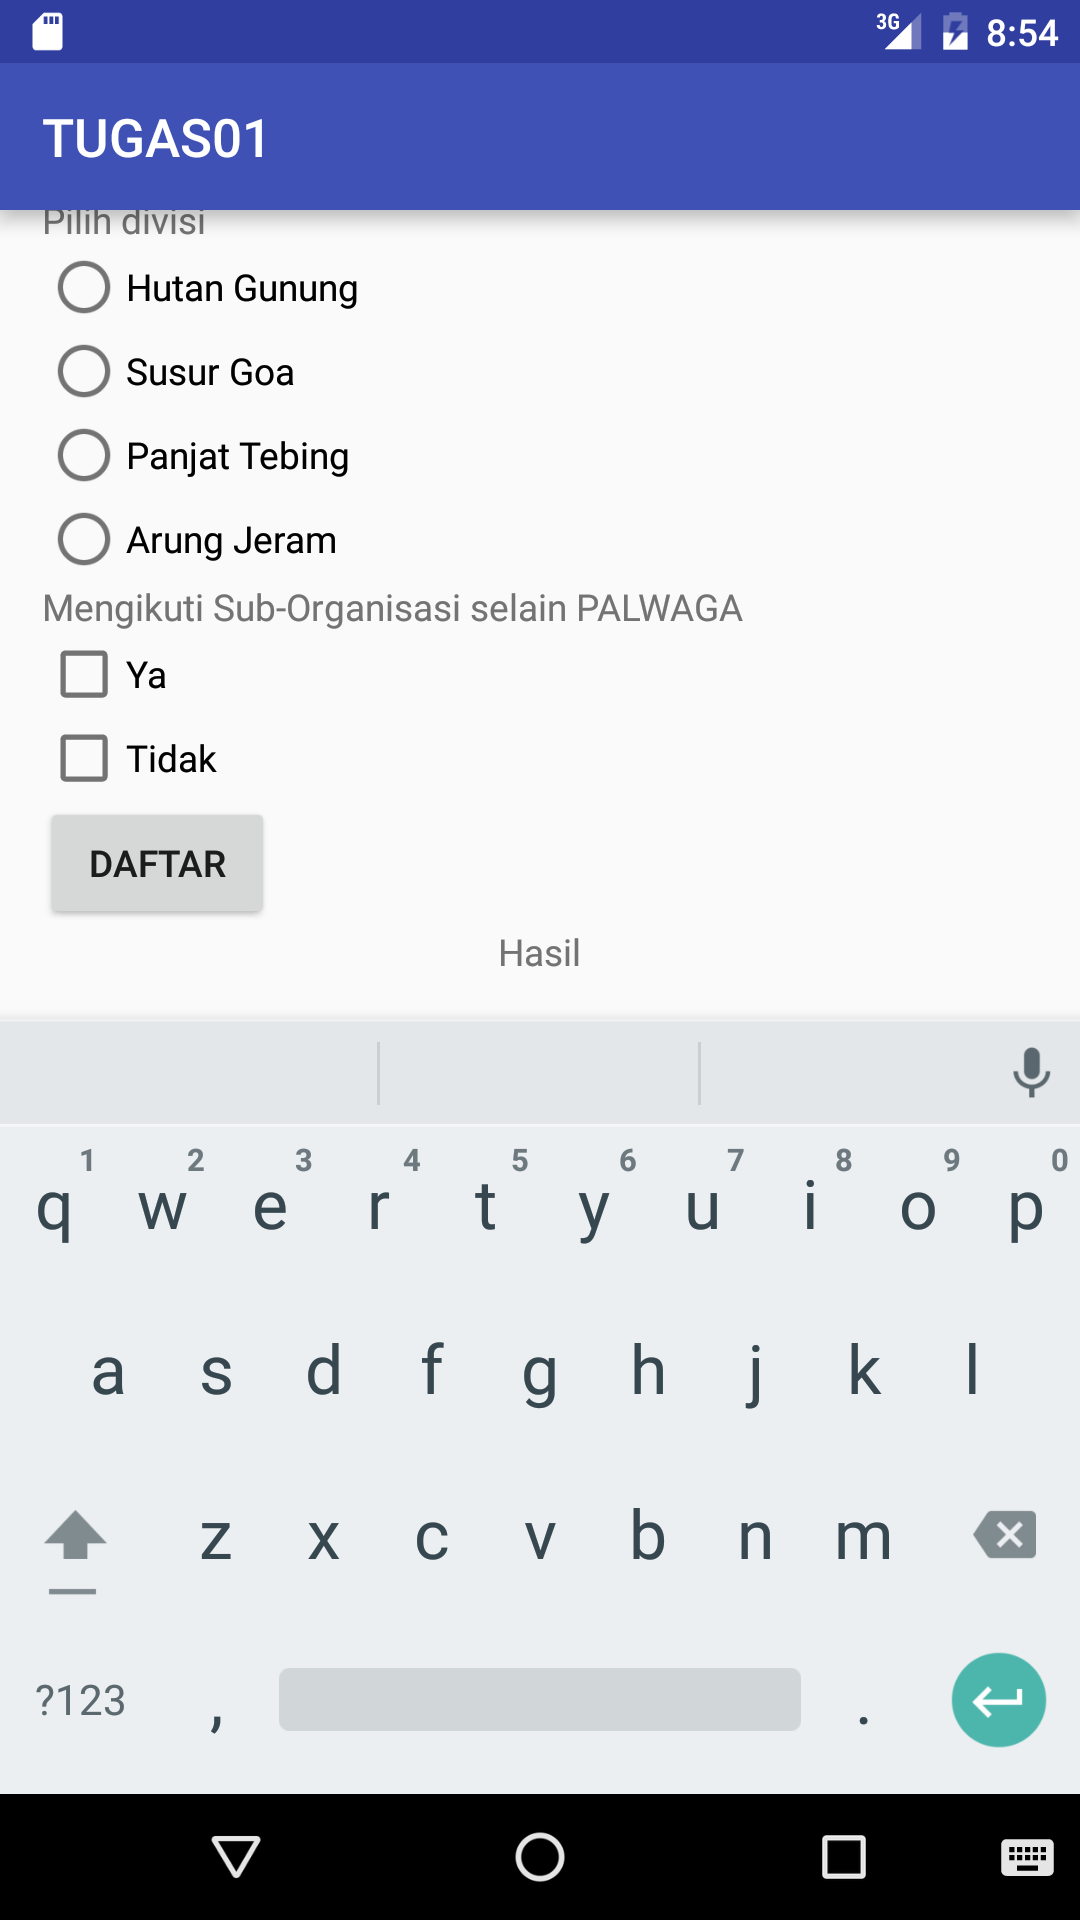 3G 8:54
TUGAS01
Pilih divisi
Hutan Gunung
Susur Goa
Panjat Tebing
Arung Jeram
Mengikuti Sub-Organisasi selain PALWAGA
Ya
Tidak
DAFTAR
Hasil
1 2 3 4 5 6 7 8 9 0
q w e r t y u i o p
a s d f g h j k l
z x c v b n m
?123 , .